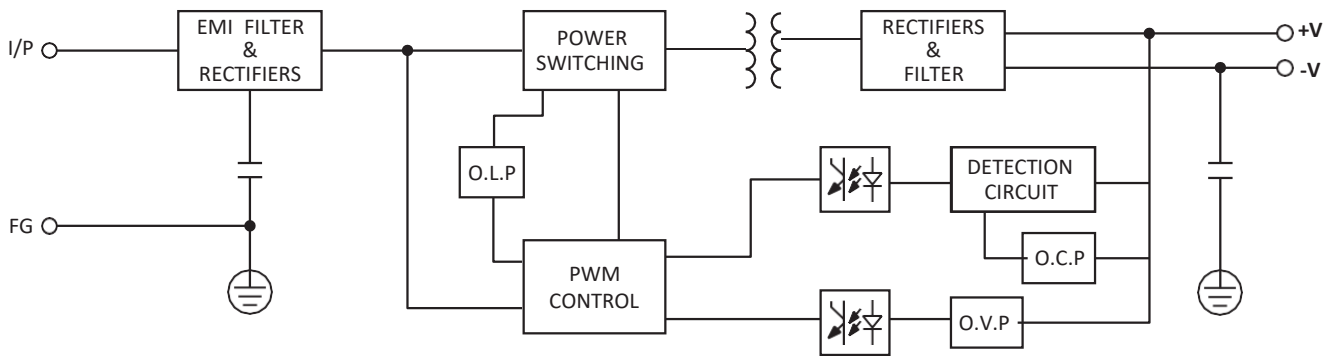 I/P
EMI FILTER
&
RECTIFIERS
POWER
SWITCHING
RECTIFIERS
&
FILTER
+V
-V
O.L.P
DETECTION
CIRCUIT
FG
O.C.P
PWM
CONTROL
O.V.P